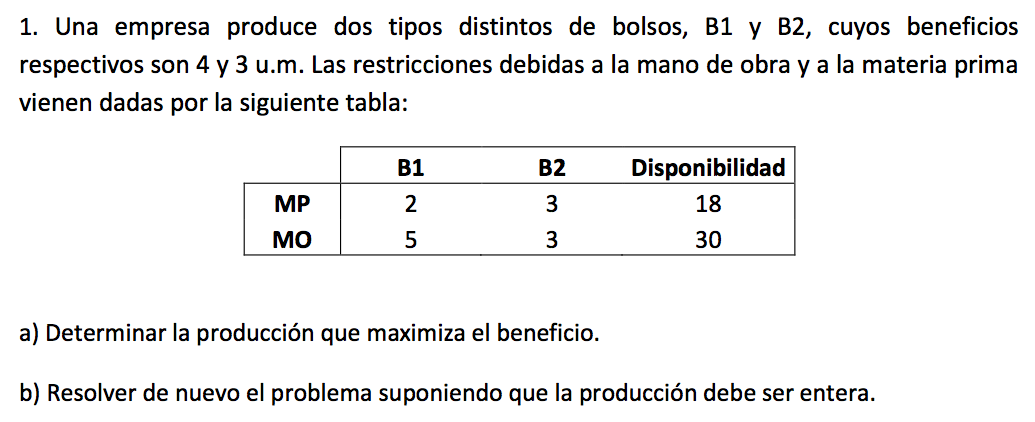 1. Una empresa produce dos tipos distintos de bolsos, B1 y B2, cuyos beneficios
respectivos son 4 y 3 u.m. Las restricciones debidas a la mano de obra y a la materia prima
vienen dadas por la siguiente tabla:
B1 B2 Disponibilidad
MP 2 3 18
MO 5 3 30
a) Determinar la producción que maximiza el beneficio.
b) Resolver de nuevo el problema suponiendo que la producción debe ser entera.